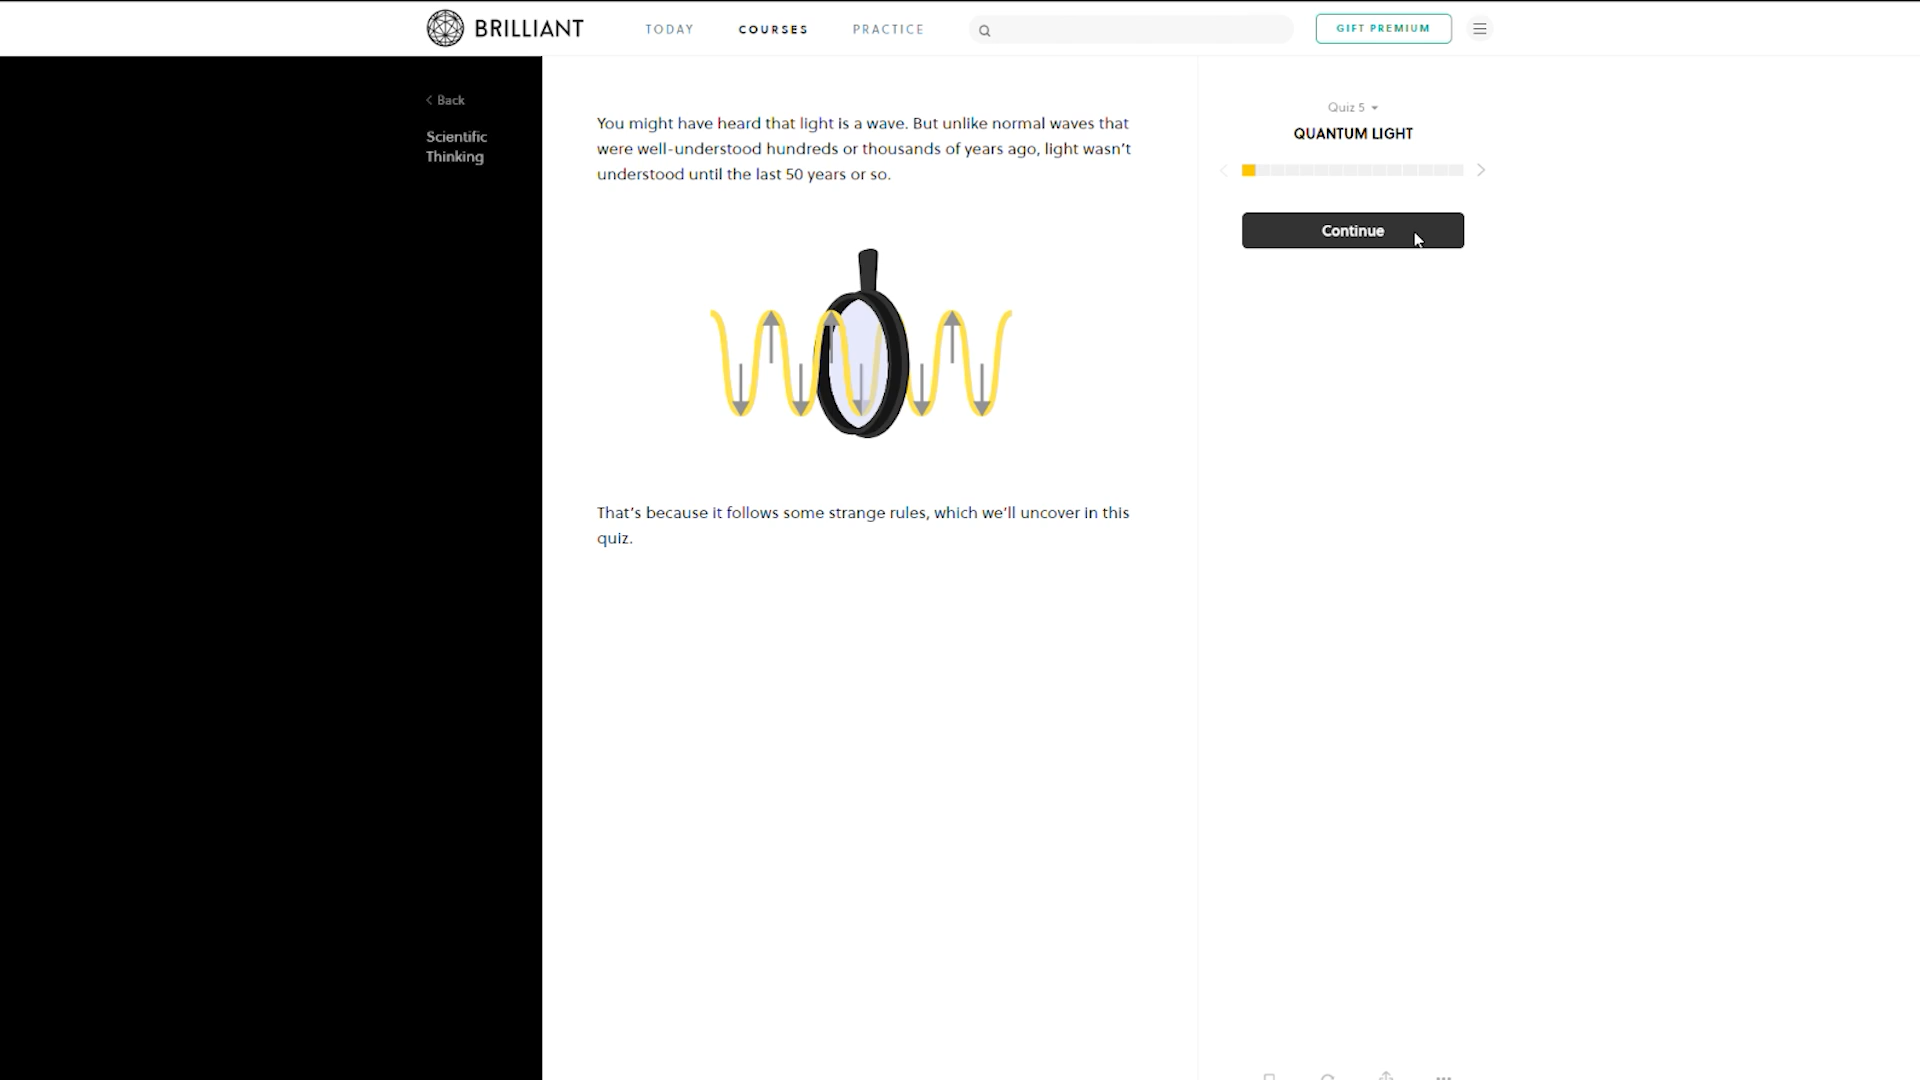 BRILLIANT
TODAY
COURSES
PRACTICE
GIFT PREMIUM
Back
Scientific
Thinking
You might have heard that light is a wave. But unlike normal waves that
were well-understood hundreds or thousands of years ago, light wasn't
understood until the last 50 years or so.
That's because it follows some strange rules, which we'll uncover in this
quiz.
Quiz 5
QUANTUM LIGHT
Continue